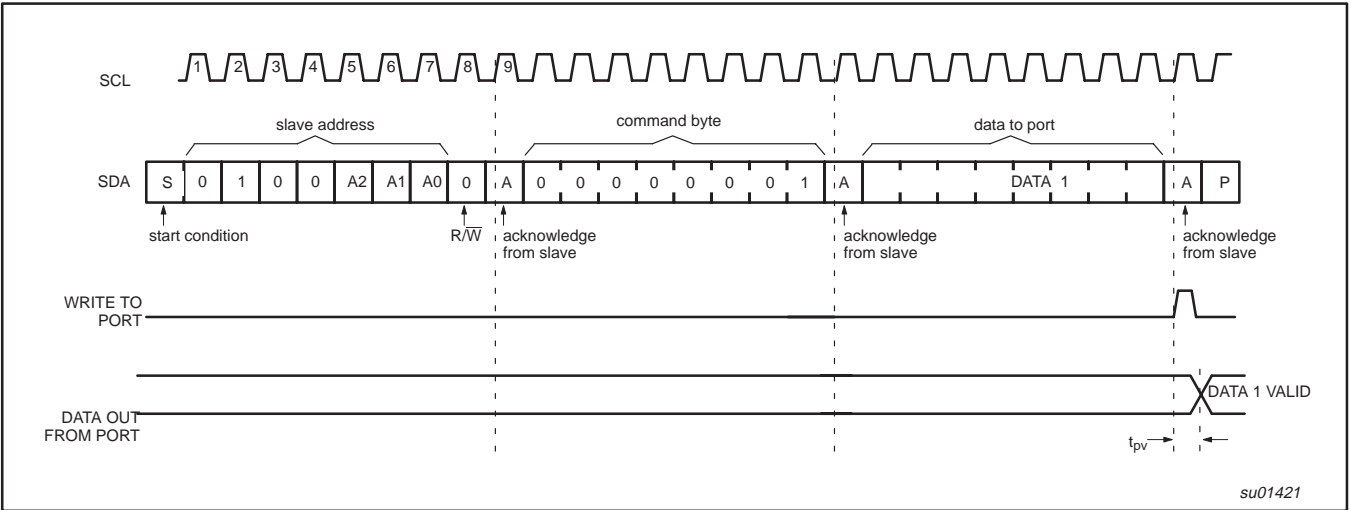 SCL 1 2 3 4 5 6 7 8 9
slave address command byte data to port
SDA S 0 1 0 0 A2 A1 A0 0 A 0 0 0 0 0 0 0 1 A DATA 1 A P
start condition R/W̅ acknowledge from slave acknowledge from slave acknowledge from slave
WRITE TO
PORT
DATA 1 VALID
DATA OUT
FROM PORT
tpv
su01421